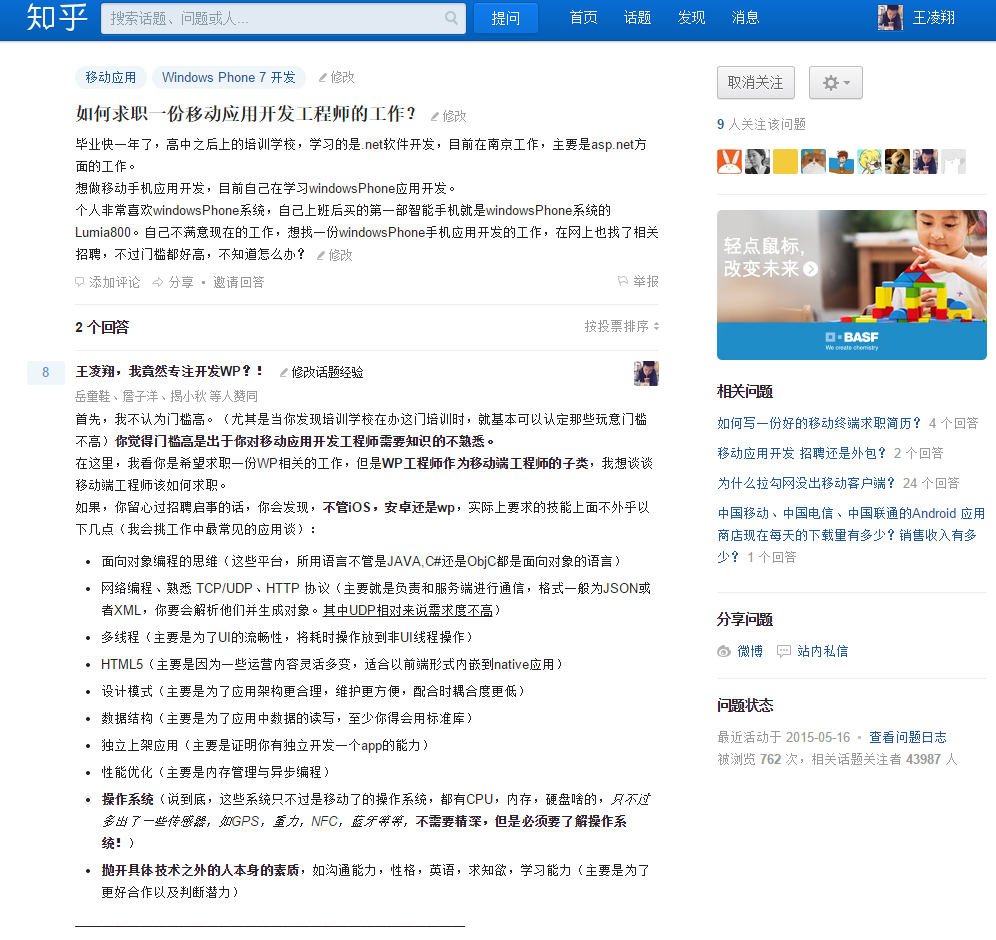 知乎
搜索话题、问题或人...
提问
首页
话题
发现
消息
王凌翔
移动应用
Windows Phone 7 开发
修改
如何求职一份移动应用开发工程师的工作？
修改
毕业快一年了，高中之后上的培训学校，学习的是.net软件开发，目前在南京工作，主要是asp.net方
面的工作。
想做移动手机应用开发，目前自己在学习windowsPhone应用开发。
个人非常喜欢windowsPhone系统，自己上班后买的第一部智能手机就是windowsPhone系统的
Lumia800。自己不满意现在的工作，想找一份windowsPhone手机应用开发的工作，在网上也找了相关
招聘，不过门槛都好高，不知道怎么办？
修改
添加评论
分享 • 邀请回答
举报
2 个回答
按投票排序
8
王凌翔，我竟然专注开发WP？！
修改话题经验
岳童鞋、詹子洋、揭小秋 等人赞同
首先，我不认为门槛高。（尤其是当你发现培训学校在办这门培训时，就基本可以认定那些玩意门槛
不高）你觉得门槛高是出于你对移动应用开发工程师需要知识的不熟悉。
在这里，我看你是希望求职一份WP相关的工作，但是WP工程师作为移动端工程师的子类，我想谈谈
移动端工程师该如何求职。
如果，你留心过招聘启事的话，你会发现，不管iOS，安卓还是wp，实际上要求的技能上面不外乎以
下几点（我会挑工作中最常见的应用谈）：
• 面向对象编程的思维（这些平台，所用语言不管是JAVA,C#还是ObjC都是面向对象的语言）
• 网络编程、熟悉 TCP/UDP、HTTP 协议（主要就是负责和服务端进行通信，格式一般为JSON或
者XML，你要会解析他们并生成对象。其中UDP相对来说需求度不高）
• 多线程（主要是为了UI的流畅性，将耗时操作放到非UI线程操作）
• HTML5（主要是因为一些运营内容灵活多变，适合以前端形式内嵌到native应用）
• 设计模式（主要是为了应用架构更合理，维护更方便，配合时耦合度更低）
• 数据结构（主要是为了应用中数据的读写，至少你得会用标准库）
• 独立上架应用（主要是证明你有独立开发一个app的能力）
• 性能优化（主要是内存管理与异步编程）
• 操作系统（说到底，这些系统只不过是移动了的操作系统，都有CPU，内存，硬盘啥的，只不过
多出了一些传感器，如GPS，重力，NFC，蓝牙等等，不需要精深，但是必须要了解操作系
统！）
• 抛开具体技术之外的人本身的素质，如沟通能力，性格，英语，求知欲，学习能力（主要是为了
更好合作以及判断潜力）
取消关注
9 人关注该问题
轻点鼠标，
改变未来
BASF
We create chemistry
相关问题
如何写一份好的移动终端求职简历？ 4 个回答
移动应用开发 招聘还是外包？ 2 个回答
为什么拉勾网没出移动客户端？ 24 个回答
中国移动、中国电信、中国联通的Android 应用
商店现在每天的下载量有多少？销售收入有多
少？ 1 个回答
分享问题
微博
站内私信
问题状态
最近活动于 2015-05-16 • 查看问题日志
被浏览 762 次，相关话题关注者 43987 人